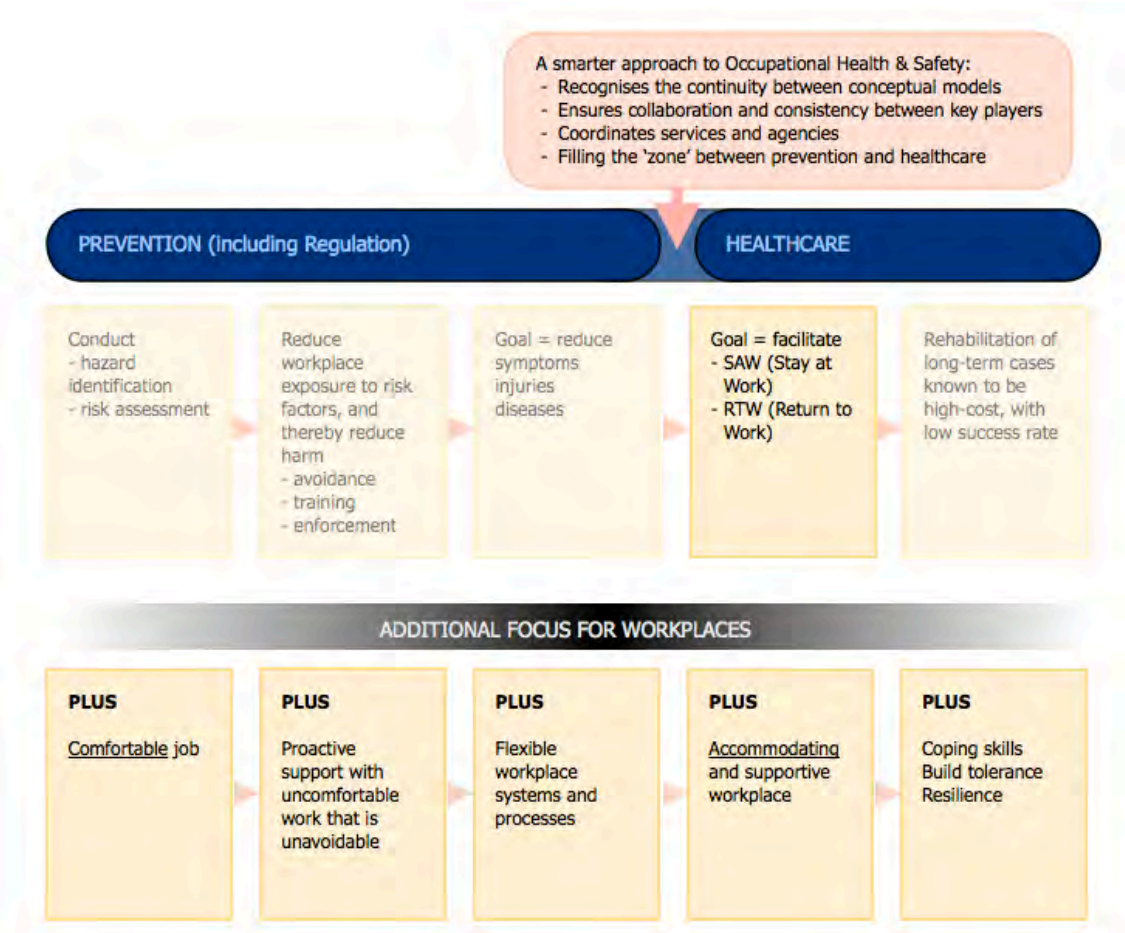 A smarter approach to Occupational Health & Safety:
- Recognises the continuity between conceptual models
- Ensures collaboration and consistency between key players
- Coordinates services and agencies
- Filling the ‘zone’ between prevention and healthcare
PREVENTION (including Regulation)
HEALTHCARE
Conduct
- hazard
identification
- risk assessment
Reduce
workplace
exposure to risk
factors, and
thereby reduce
harm
- avoidance
- training
- enforcement
Goal = reduce
symptoms
injuries
diseases
Goal = facilitate
- SAW (Stay at
Work)
- RTW (Return to
Work)
Rehabilitation of
long-term cases
known to be
high-cost, with
low success rate
ADDITIONAL FOCUS FOR WORKPLACES
PLUS
Comfortable job
PLUS
Proactive
support with
uncomfortable
work that is
unavoidable
PLUS
Flexible
workplace
systems and
processes
PLUS
Accommodating
and supportive
workplace
PLUS
Coping skills
Build tolerance
Resilience